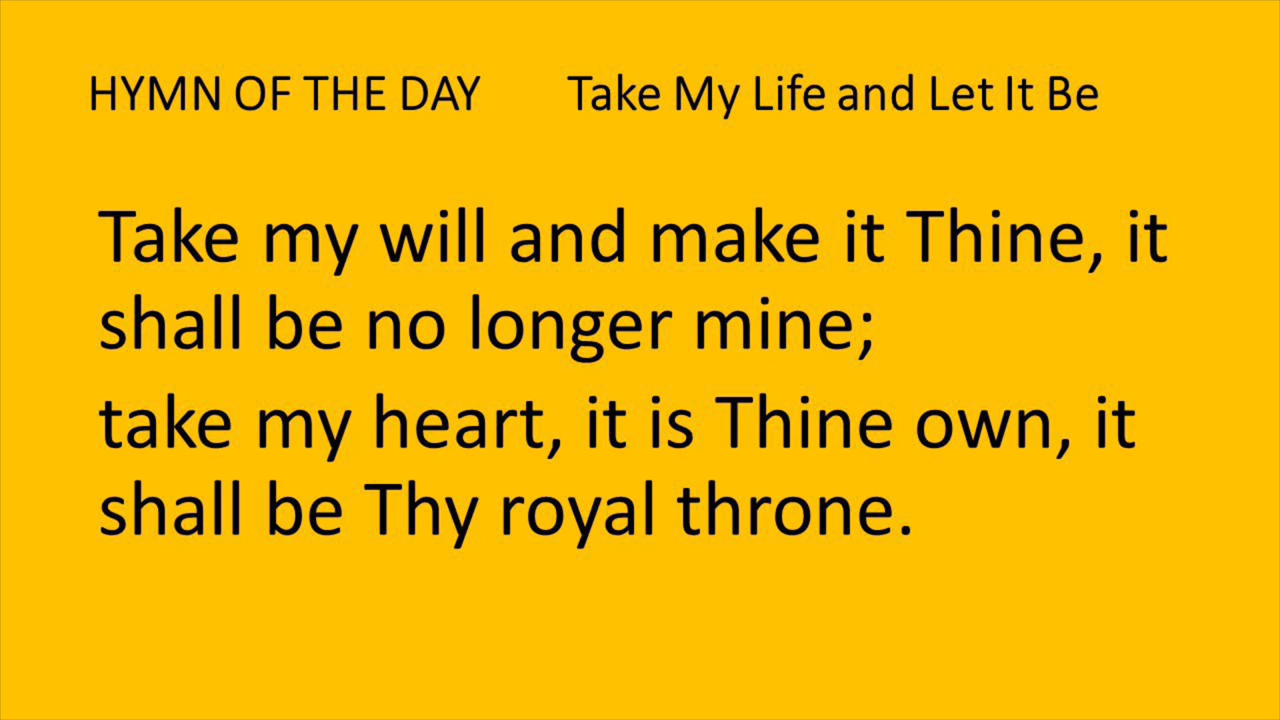 HYMN OF THE DAY Take My Life and Let It Be
Take my will and make it Thine, it
shall be no longer mine;
take my heart, it is Thine own, it
shall be Thy royal throne.